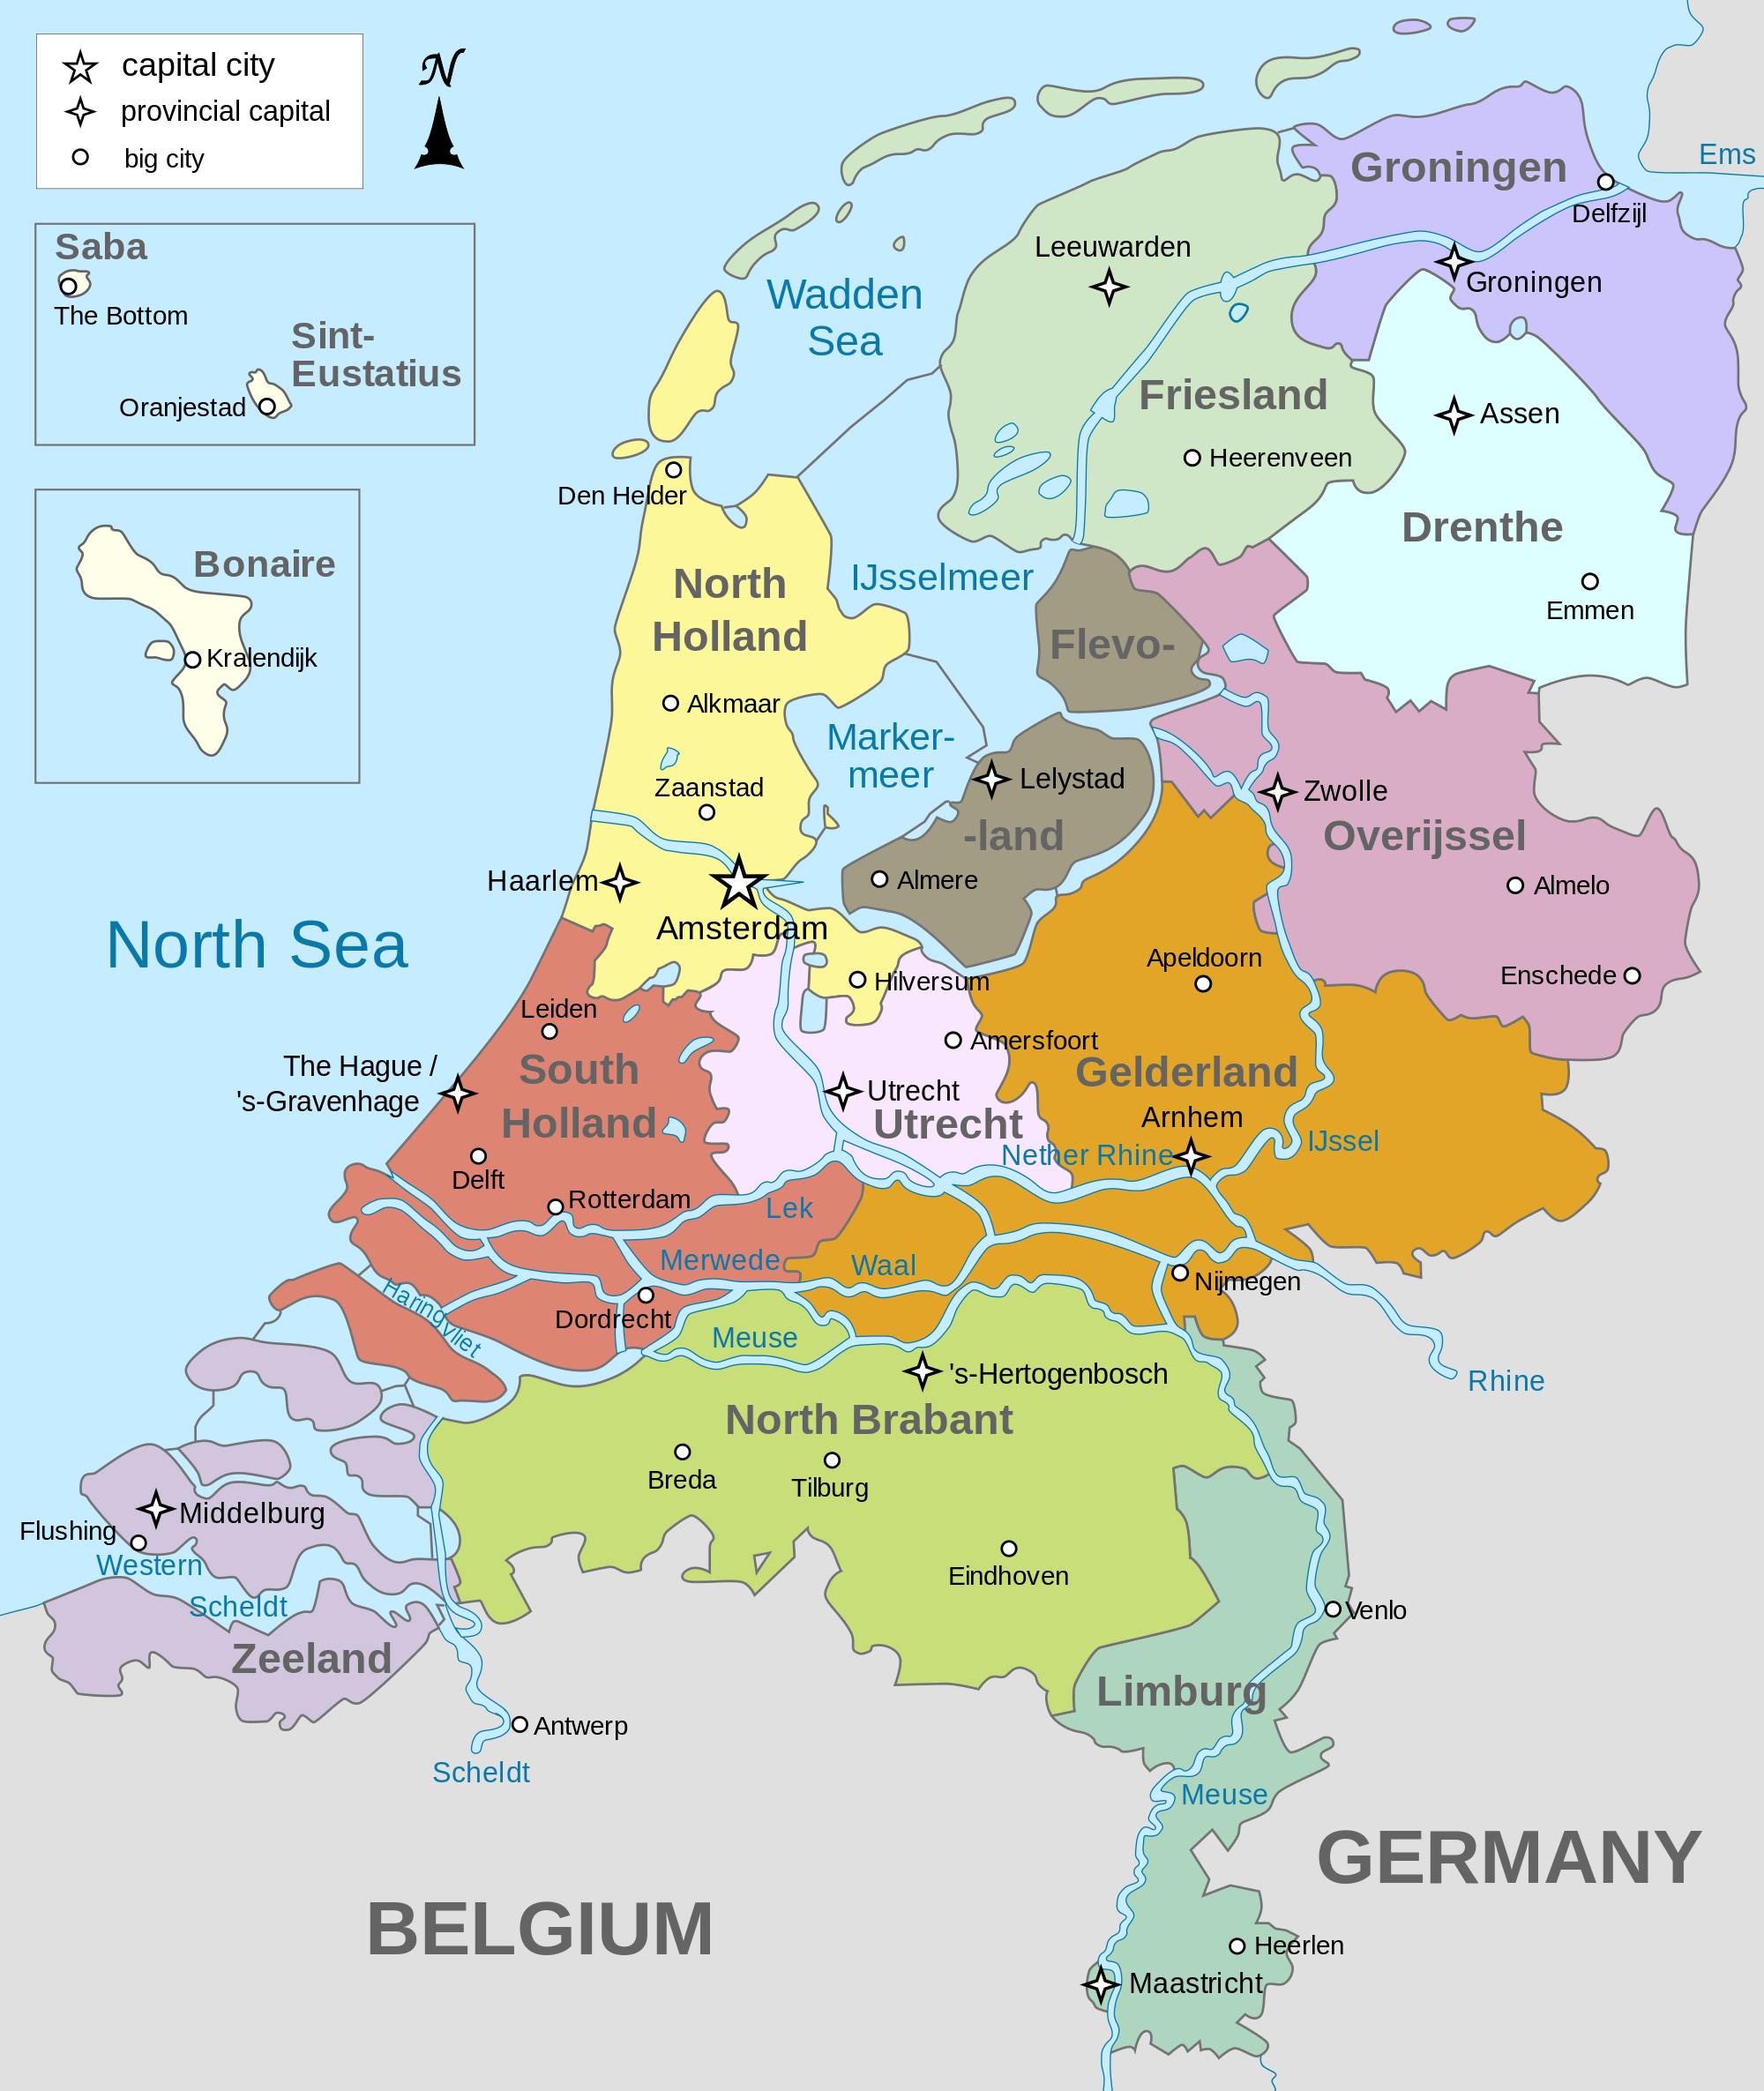 capital city
provincial capital
big city
N
Saba
The Bottom
Sint-
Eustatius
Oranjestad
Bonaire
Kralendijk
Ems
Groningen
Delfzijl
Groningen
Leeuwarden
Wadden
Sea
Friesland
Assen
Heerenveen
Den Helder
Drenthe
Emmen
North
Holland
IJsselmeer
Flevo-
Alkmaar
Marker-
meer
Zaanstad
Lelystad
Zwolle
-land
Overijssel
Haarlem
Almere
Almelo
Amsterdam
North Sea
Apeldoorn
Enschede
Hilversum
Leiden
Amersfoort
The Hague /
's-Gravenhage
South
Holland
Gelderland
Utrecht
Utrecht
Arnhem
Nether Rhine
IJssel
Delft
Rotterdam
Lek
Merwede
Waal
Nijmegen
Haringvliet
Dordrecht
Meuse
's-Hertogenbosch
Rhine
North Brabant
Breda
Tilburg
Middelburg
Flushing
Western
Scheldt
Eindhoven
Venlo
Zeeland
Limburg
Antwerp
Scheldt
Meuse
GERMANY
BELGIUM
Heerlen
Maastricht